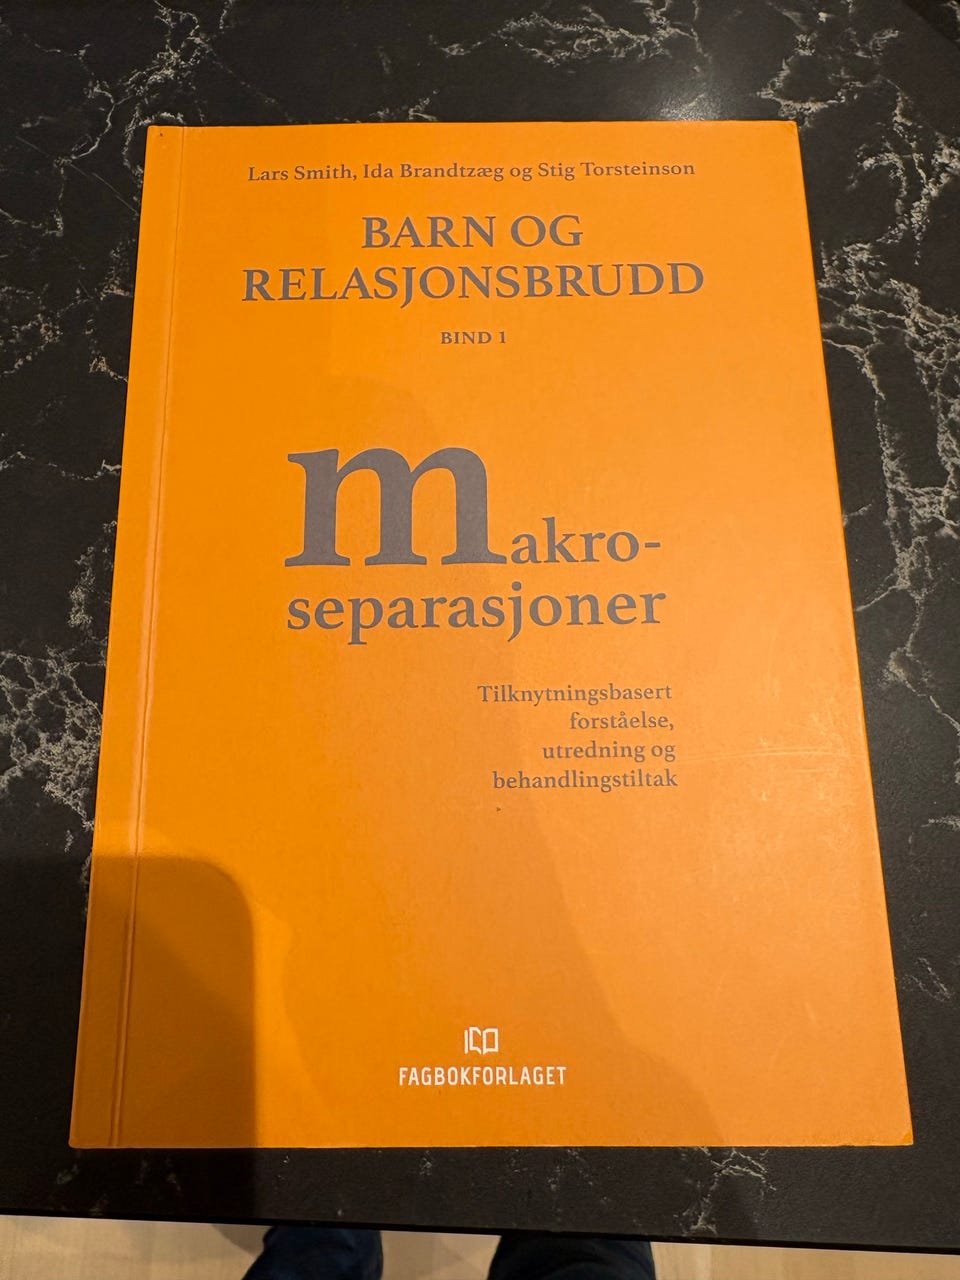 Lars Smith, Ida Brandtzæg og Stig Torsteinson
BARN OG
RELASJONSBRUDD
BIND 1
makro-
separasjoner
Tilknytningsbasert
forståelse,
utredning og
behandlingstiltak
FAGBOKFORLAGET